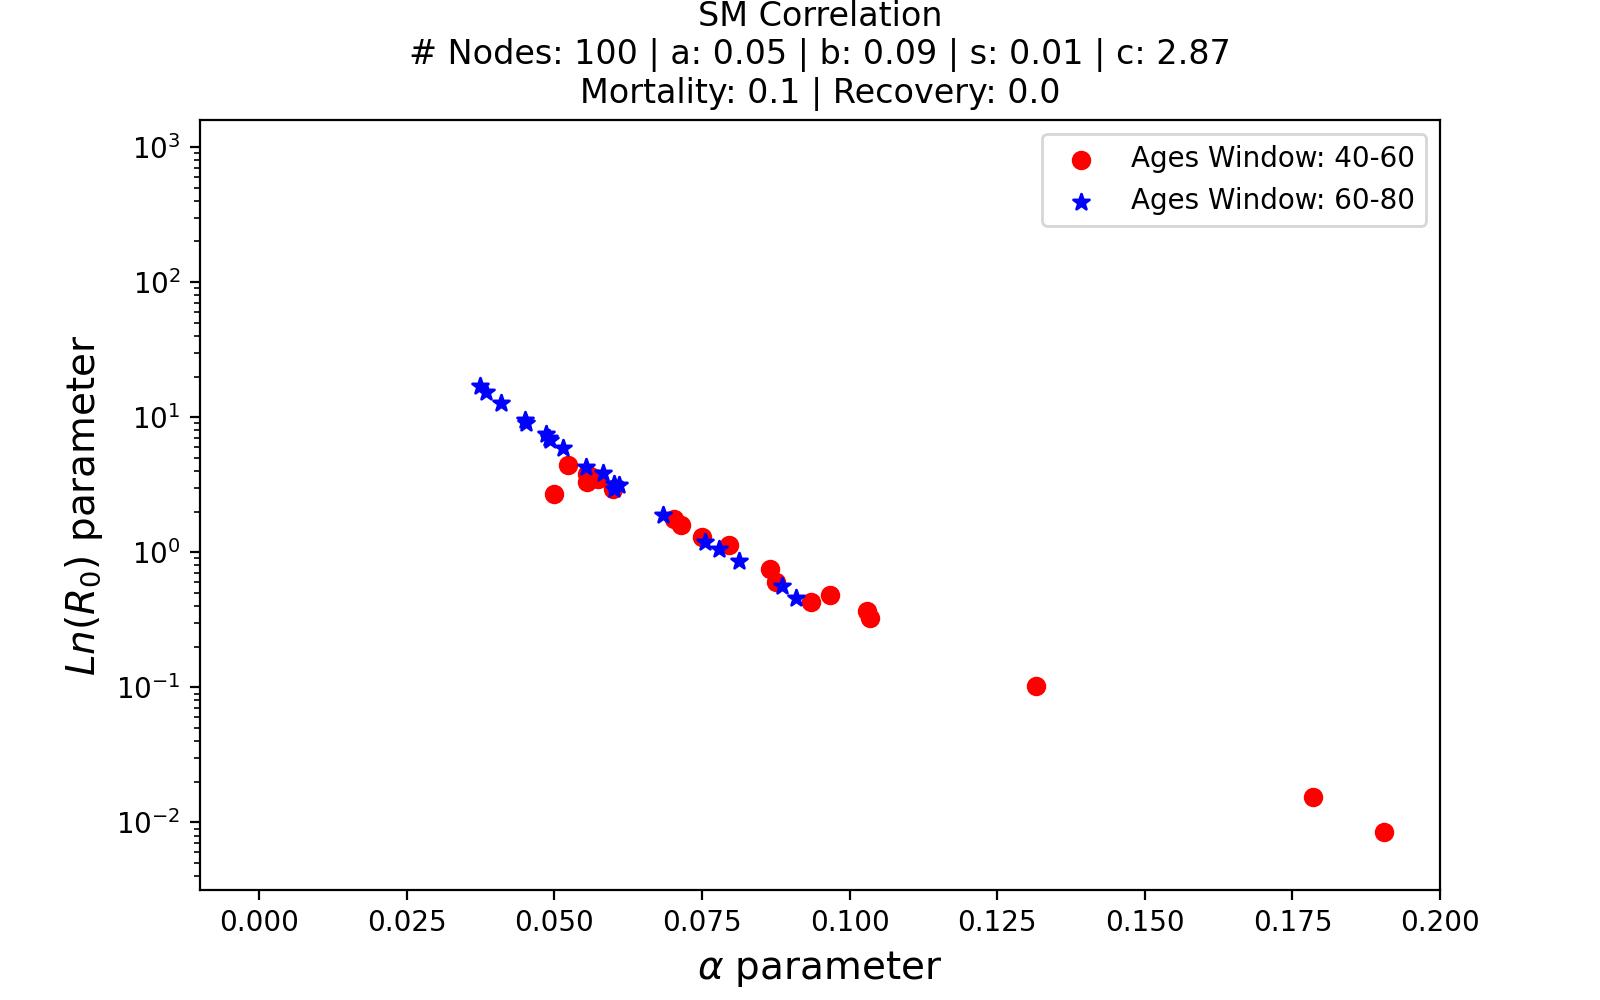 SM Correlation
# Nodes: 100 | a: 0.05 | b: 0.09 | s: 0.01 | c: 2.87
Mortality: 0.1 | Recovery: 0.0
Ages Window: 40-60
Ages Window: 60-80
10³
10²
10¹
10⁰
10⁻¹
10⁻²
Ln(R₀) parameter
0.000 0.025 0.050 0.075 0.100 0.125 0.150 0.175 0.200
α parameter